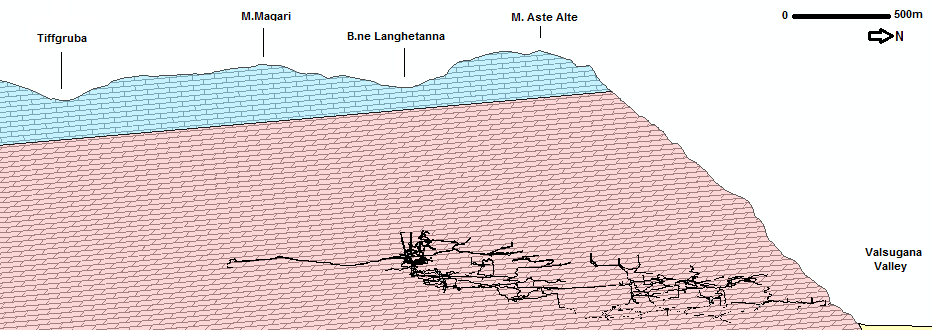 Tiffgruba
M.Magari
B.ne Langhetanna
M. Aste Alte
0 500m
N
Valsugana
Valley